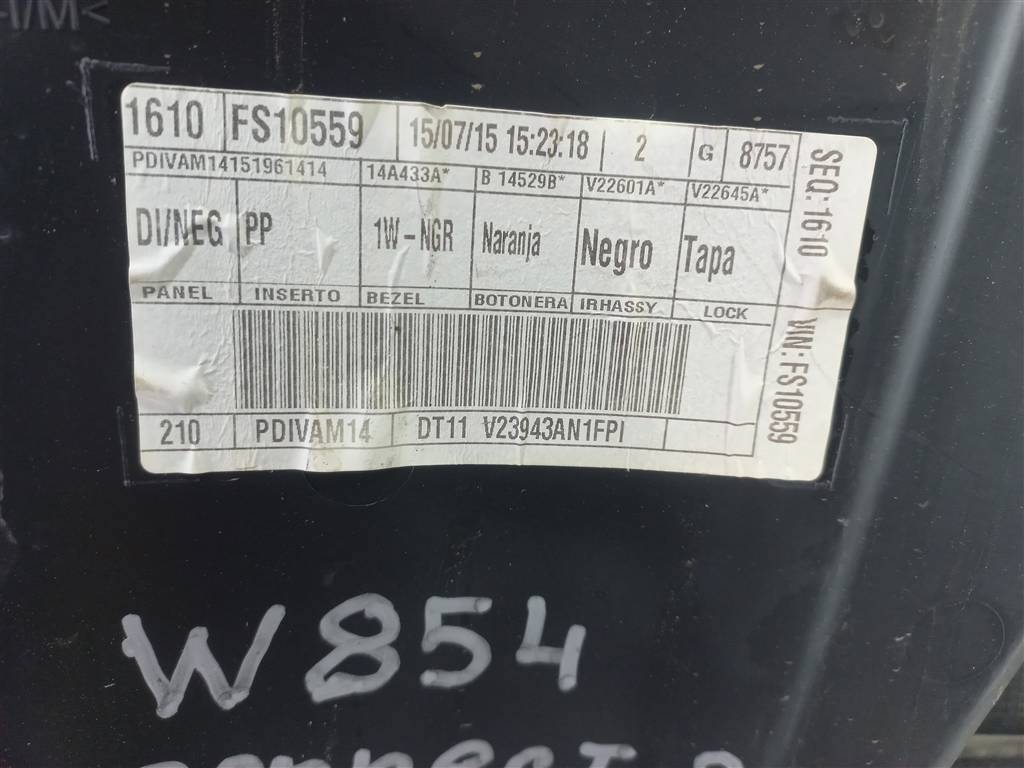 1610 FS10559 15/07/15 15:23:18 2 G 8757
PDIVAM14151961414 14A433A* B 14529B* V22601A* V22645A*
DI/NEG PP 1W-NGR Naranja Negro Tapa
PANEL INSERTO BEZEL BOTONERA IRHASSY LOCK
210 PDIVAM14 DT11 V23943AN1FPI
SEQ:1610 VIN:FS10559
W854